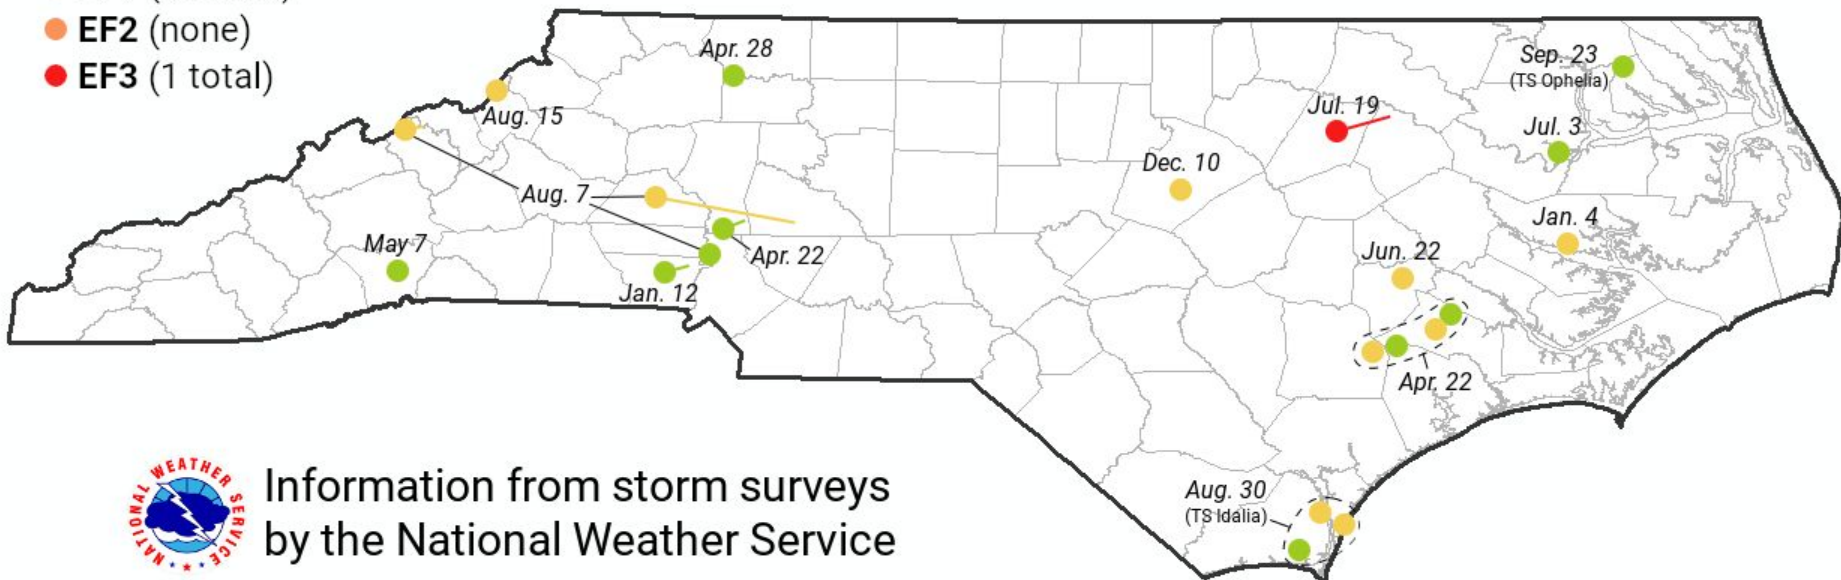 EF2 (none)
EF3 (1 total)
Apr. 28
Sep. 23
(TS Ophelia)
Aug. 15
Jul. 19
Jul. 3
Dec. 10
Aug. 7
Jan. 4
May 7
Apr. 22
Jun. 22
Jan. 12
Apr. 22
Aug. 30
(TS Idalia)
NATIONAL WEATHER SERVICE
Information from storm surveys
by the National Weather Service